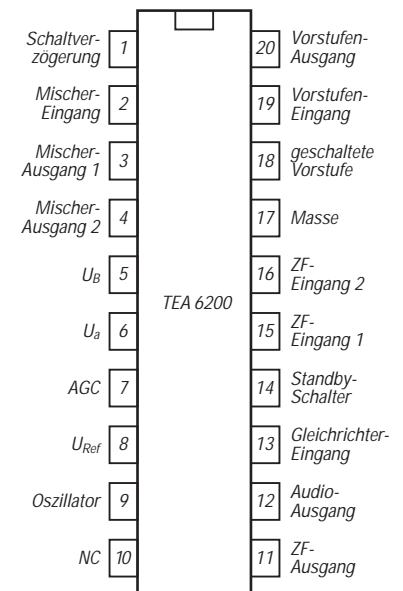 Schaltver-
zögerung
1
Mischer-
Eingang
2
Mischer-
Ausgang 1
3
Mischer-
Ausgang 2
4
UB
5
Ua
6
AGC
7
URef
8
Oszillator
9
NC
10
TEA 6200
20
Vorstufen-
Ausgang
19
Vorstufen-
Eingang
18
geschaltete
Vorstufe
17
Masse
16
ZF-
Eingang 2
15
ZF-
Eingang 1
14
Standby-
Schalter
13
Gleichrichter-
Eingang
12
Audio-
Ausgang
11
ZF-
Ausgang